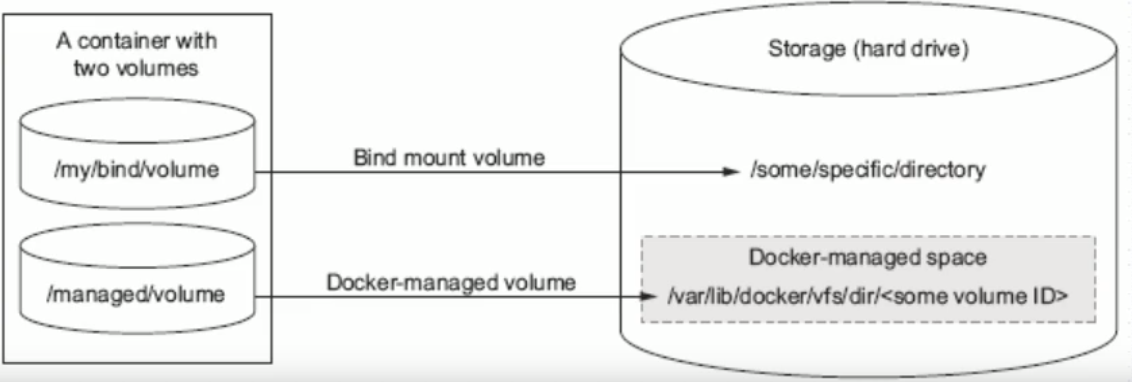 A container with
two volumes
Storage (hard drive)
/my/bind/volume
Bind mount volume
/some/specific/directory
Docker-managed space
/managed/volume
Docker-managed volume
/var/lib/docker/vfs/dir/<some volume ID>